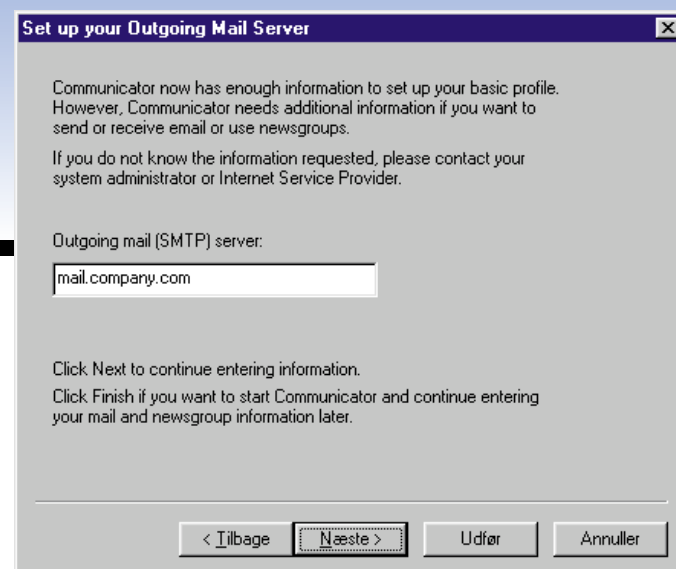 Set up your Outgoing Mail Server
Communicator now has enough information to set up your basic profile.
However, Communicator needs additional information if you want to
send or receive email or use newsgroups.
If you do not know the information requested, please contact your
system administrator or Internet Service Provider.
Outgoing mail (SMTP) server:
mail.company.com
Click Next to continue entering information.
Click Finish if you want to start Communicator and continue entering
your mail and newsgroup information later.
< Tilbage Næste > Udfør Annuller